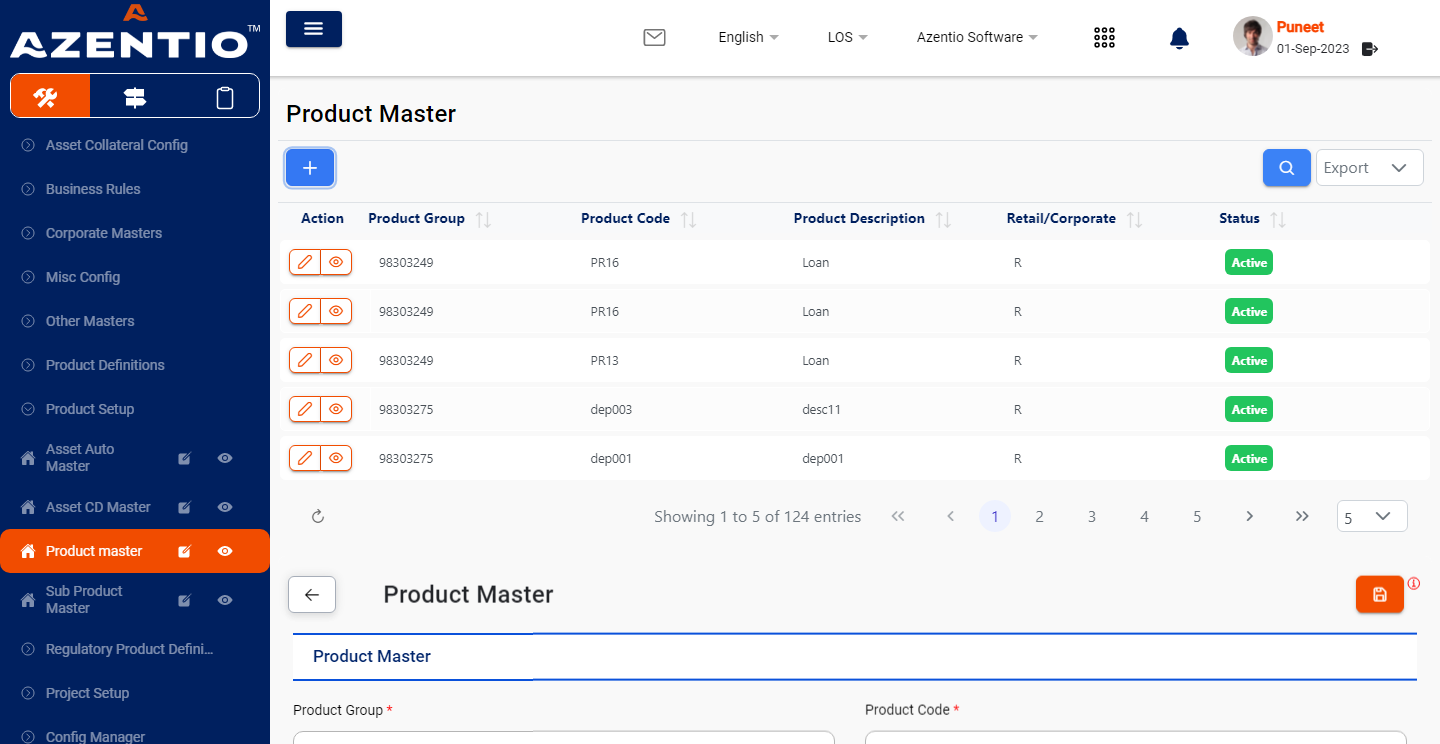 AZENTIO™
English
LOS
Azentio Software
Puneet
01-Sep-2023
Asset Collateral Config
Business Rules
Corporate Masters
Misc Config
Other Masters
Product Definitions
Product Setup
Asset Auto
Master
Asset CD Master
Product master
Sub Product
Master
Regulatory Product Defini...
Project Setup
Config Manager
Product Master
Export
Action Product Group Product Code Product Description Retail/Corporate Status
98303249 PR16 Loan R Active
98303249 PR16 Loan R Active
98303249 PR13 Loan R Active
98303275 dep003 desc11 R Active
98303275 dep001 dep001 R Active
Showing 1 to 5 of 124 entries 1 2 3 4 5 5
Product Master
Product Master
Product Group * Product Code *